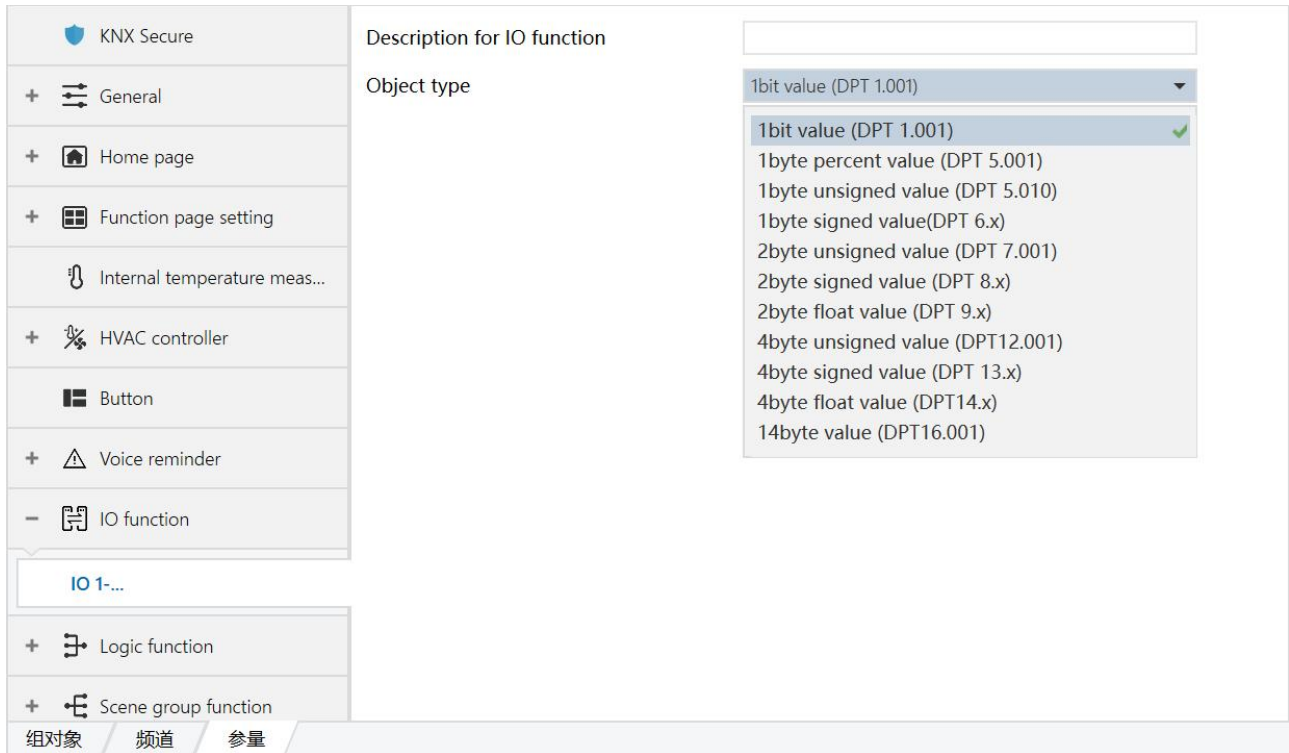 KNX Secure
General
Home page
Function page setting
Internal temperature meas...
HVAC controller
Button
Voice reminder
IO function
IO 1-...
Logic function
Scene group function
Description for IO function
Object type
1bit value (DPT 1.001)
1bit value (DPT 1.001)
1byte percent value (DPT 5.001)
1byte unsigned value (DPT 5.010)
1byte signed value(DPT 6.x)
2byte unsigned value (DPT 7.001)
2byte signed value (DPT 8.x)
2byte float value (DPT 9.x)
4byte unsigned value (DPT12.001)
4byte signed value (DPT 13.x)
4byte float value (DPT14.x)
14byte value (DPT16.001)
组对象
频道
参量